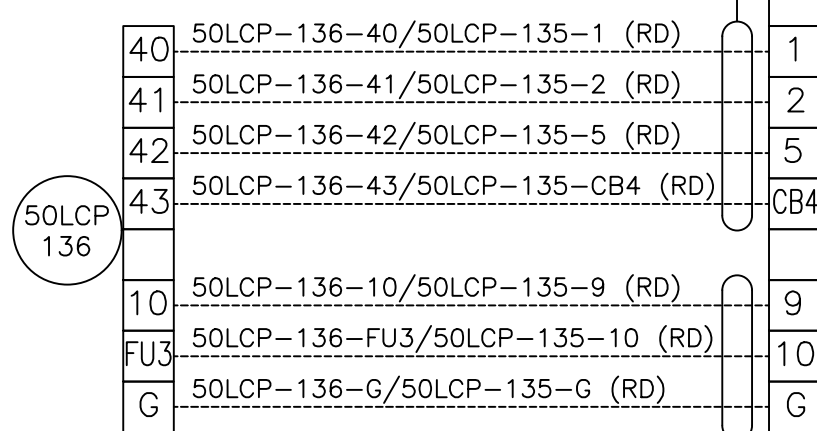 40 50LCP-136-40/50LCP-135-1 (RD) 1
41 50LCP-136-41/50LCP-135-2 (RD) 2
42 50LCP-136-42/50LCP-135-5 (RD) 5
43 50LCP-136-43/50LCP-135-CB4 (RD) CB4
50LCP
136
10 50LCP-136-10/50LCP-135-9 (RD) 9
FU3 50LCP-136-FU3/50LCP-135-10 (RD) 10
G 50LCP-136-G/50LCP-135-G (RD) G